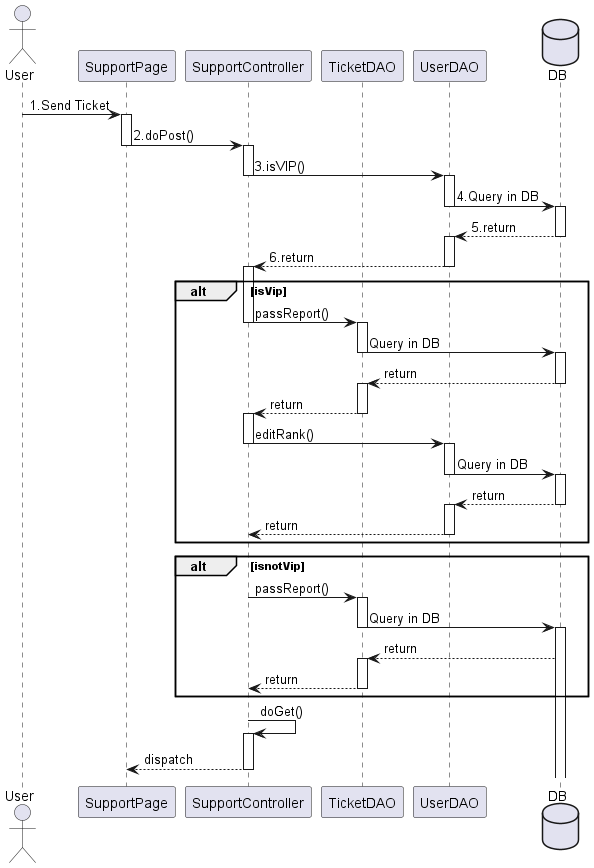 User
SupportPage
SupportController
TicketDAO
UserDAO
DB
1.Send Ticket
2.doPost()
3.isVIP()
4.Query in DB
5.return
6.return
alt
[isVip]
passReport()
Query in DB
return
return
editRank()
Query in DB
return
return
alt
[isnotVip]
passReport()
Query in DB
return
return
doGet()
dispatch
User
SupportPage
SupportController
TicketDAO
UserDAO
DB